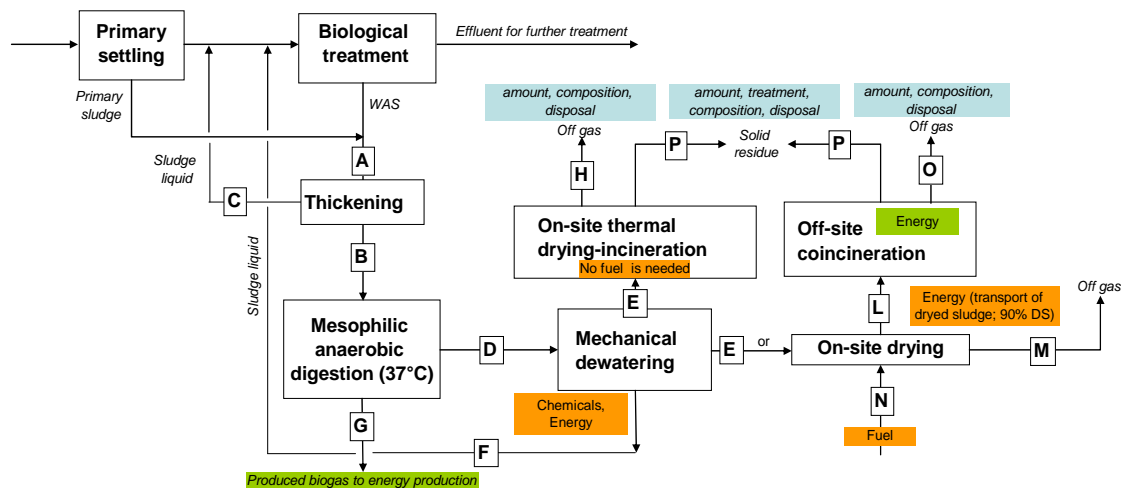 Primary
settling
Biological
treatment
Effluent for further treatment
Primary
sludge
WAS
amount, composition,
disposal
amount, treatment,
composition, disposal
amount, composition,
disposal
Off gas
Solid
residue
Off gas
P
P
A
Sludge
liquid
H
O
C
Thickening
On-site thermal
drying-incineration
No fuel is needed
Energy
Off-site
coincineration
B
Sludge liquid
E
L
Energy (transport of
dryed sludge; 90% DS)
Off gas
Mesophilic
anaerobic
digestion (37°C)
D
Mechanical
dewatering
E
or
On-site drying
M
Chemicals,
Energy
N
G
F
Fuel
Produced biogas to energy production